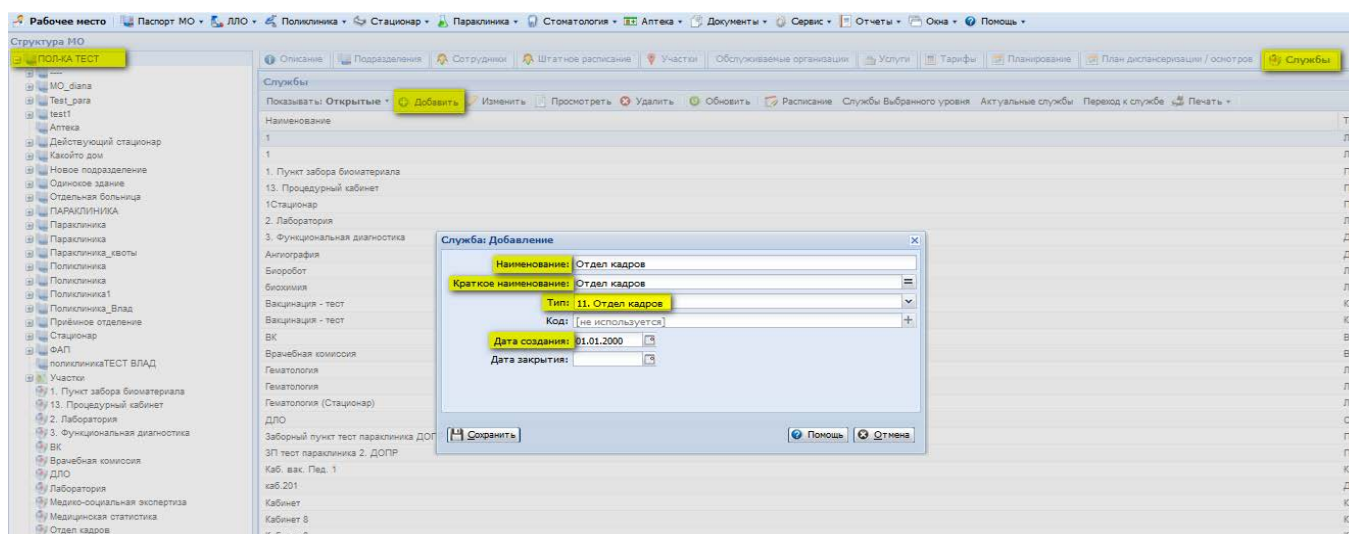 Рабочее место Паспорт МО ЛЛО Поликлиника Стационар Параклиника Стоматология Аптека Документы Сервис Отчеты Окна Помощь
Структура МО
ПОЛ-КА ТЕСТ
----
MO_diana
Test_para
test1
Аптека
Действующий стационар
Какойто дом
Новое подразделение
Одинокое здание
Отдельная больница
ПАРАКЛИНИКА
Параклиника
Параклиника
Параклиника_квоты
Поликлиника
Поликлиника
Поликлиника1
Поликлиника_Влад
Приёмное отделение
Стационар
ФАП
поликлиникаТЕСТ ВЛАД
Участки
1. Пункт забора биоматериала
13. Процедурный кабинет
2. Лаборатория
3. Функциональная диагностика
ВК
Врачебная комиссия
ДЛО
Лаборатория
Медико-социальная экспертиза
Медицинская статистика
Отдел кадров
Описание Подразделения Сотрудники Штатное расписание Участки Обслуживаемые организации Услуги Тарифы Планирование План диспансеризации / осмотров Службы
Службы
Показывать: Открытые Добавить Изменить Просмотреть Удалить Обновить Расписание Службы Выбранного уровня Актуальные службы Переход к службе Печать
Наименование
1
1
1. Пункт забора биоматериала
13. Процедурный кабинет
1Стационар
2. Лаборатория
3. Функциональная диагностика
Ангиография
Биоробот
биохимия
Вакцинация - тест
Вакцинация - тест
ВК
Врачебная комиссия
Гематология
Гематология
Гематология (Стационар)
ДЛО
Заборный пункт тест параклиника ДОП
ЗП тест параклиника 2. ДОПР
Каб. вак. Пед. 1
каб.201
Кабинет
Кабинет 8
Служба: Добавление
Наименование: Отдел кадров
Краткое наименование: Отдел кадров
Тип: 11. Отдел кадров
Код: [не используется]
Дата создания: 01.01.2000
Дата закрытия:
Сохранить Помощь Отмена